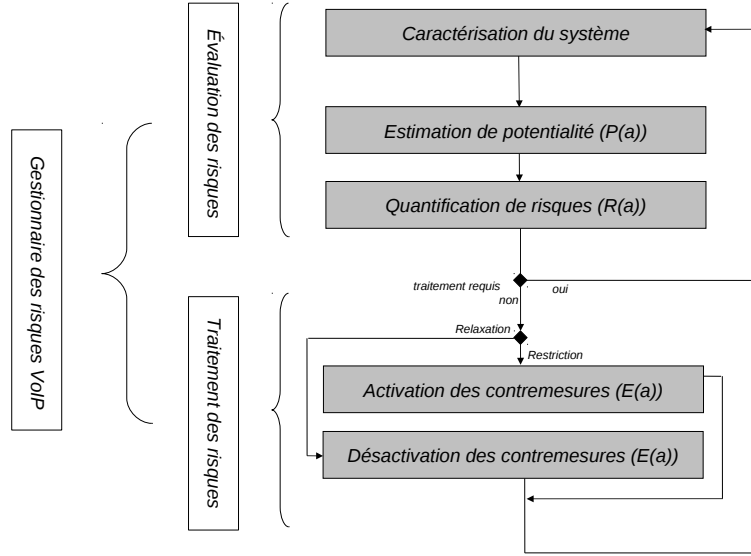 Gestionnaire des risques VoIP
Évaluation des risques
Caractérisation du système
Estimation de potentialité (P(a))
Quantification de risques (R(a))
traitement requis
oui
non
Traitement des risques
Relaxation
Restriction
Activation des contremesures (E(a))
Désactivation des contremesures (E(a))